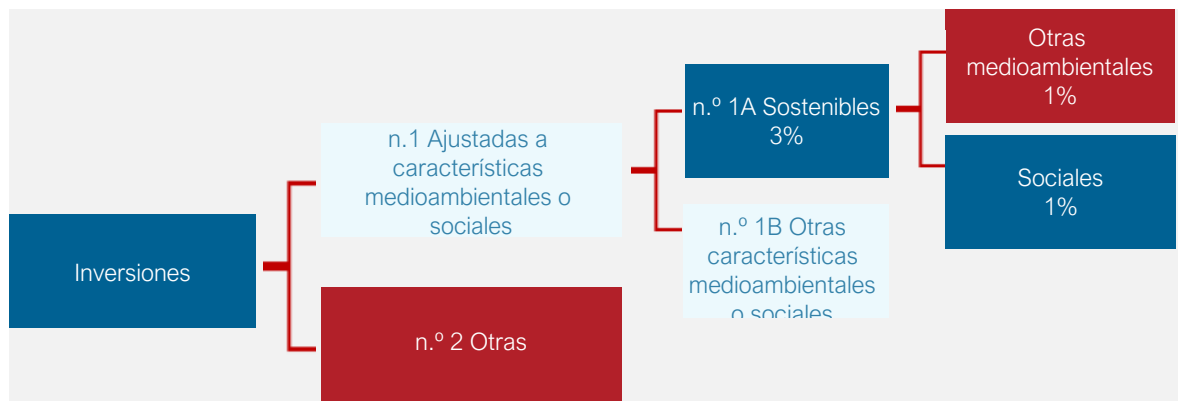 Inversiones
n.1 Ajustadas a
características
medioambientales o
sociales
n.º 2 Otras
n.º 1A Sostenibles
3%
n.º 1B Otras
características
medioambientales
o sociales
Otras
medioambientales
1%
Sociales
1%